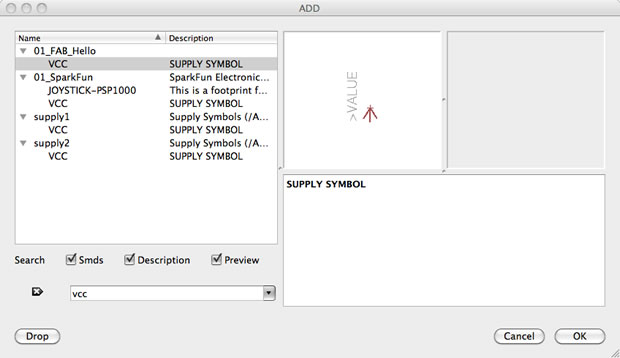 ADD
Name Description
01_FAB_Hello
VCC SUPPLY SYMBOL
01_SparkFun SparkFun Electronic...
JOYSTICK-PSP1000 This is a footprint f...
VCC SUPPLY SYMBOL
supply1 Supply Symbols (/A...
VCC SUPPLY SYMBOL
supply2 Supply Symbols (/A...
VCC SUPPLY SYMBOL
>VALUE
SUPPLY SYMBOL
Search Smds Description Preview
vcc
Drop Cancel OK